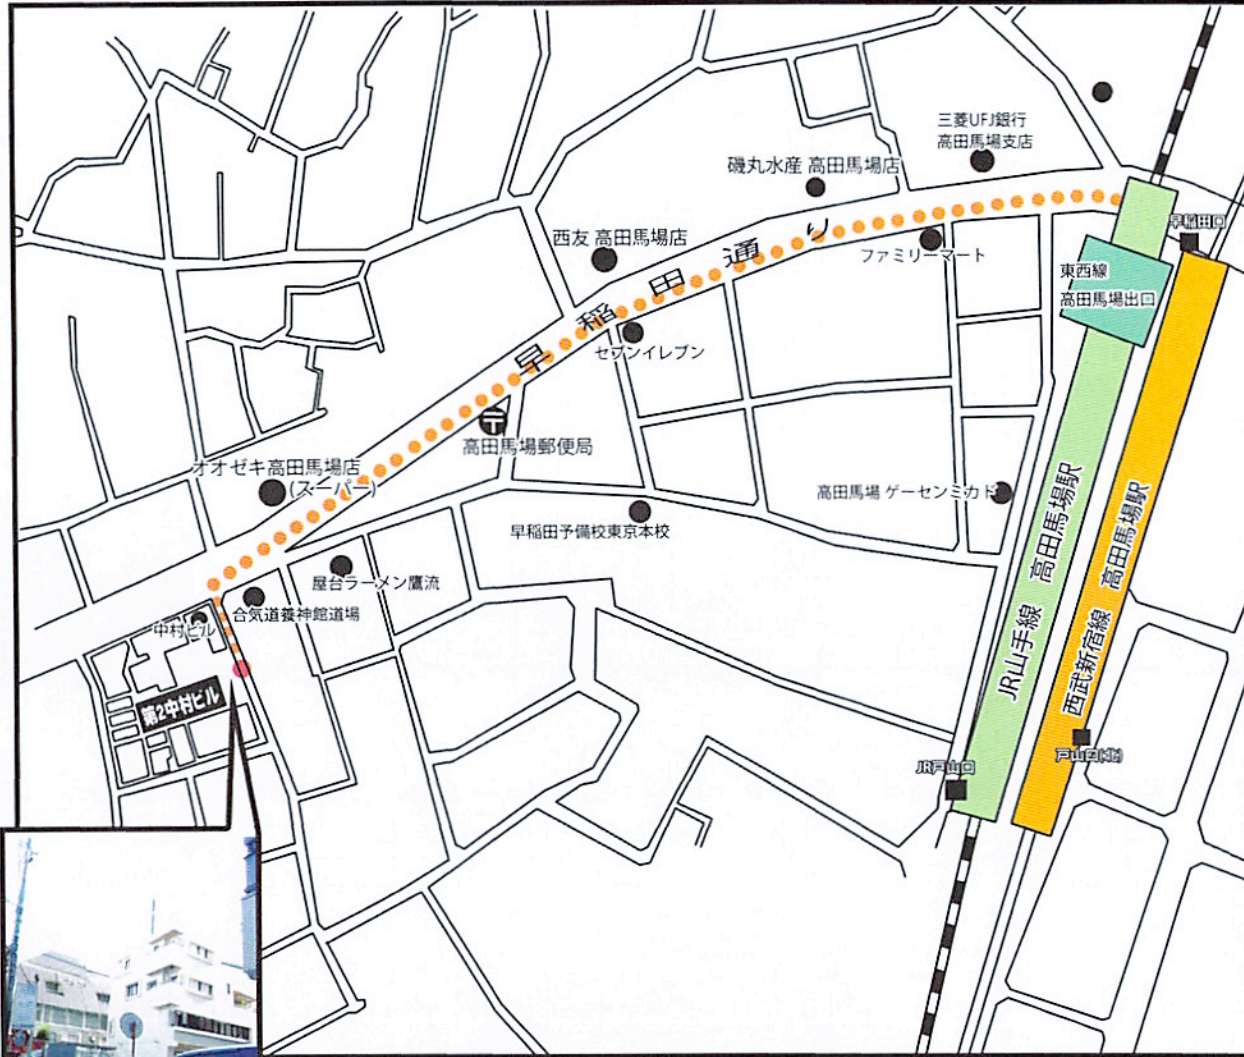 三菱UFJ銀行
高田馬場支店
磯丸水産 高田馬場店
早稲田口
西友 高田馬場店
早稲田通り
ファミリーマート
東西線
高田馬場出口
セブンイレブン
高田馬場郵便局
オオゼキ高田馬場店
(スーパー)
高田馬場 ゲーセンミカド
早稲田予備校東京本校
JR山手線 高田馬場駅
西武新宿線 高田馬場駅
屋台ラーメン鷹流
合気道養神館道場
中村ビル
第2中村ビル
JR戸山口
戸山口(北)